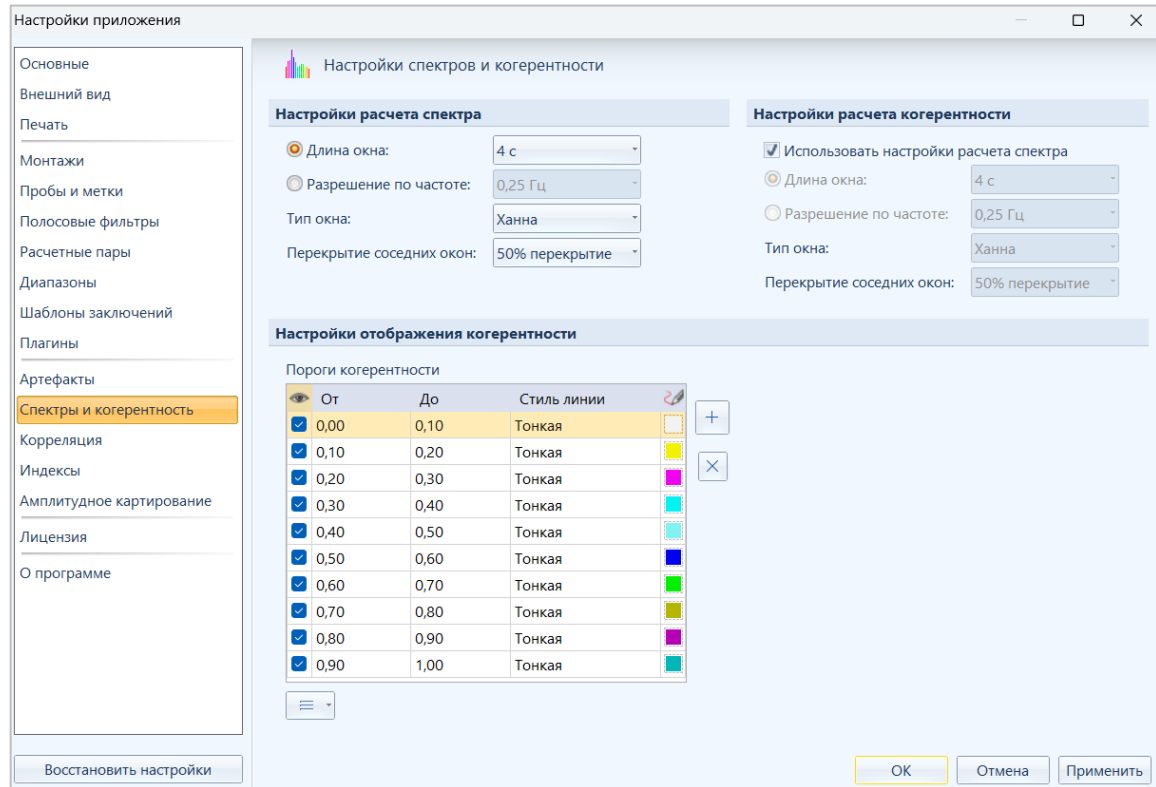 Настройки приложения
Основные
Внешний вид
Печать
Монтажи
Пробы и метки
Полосовые фильтры
Расчетные пары
Диапазоны
Шаблоны заключений
Плагины
Артефакты
Спектры и когерентность
Корреляция
Индексы
Амплитудное картирование
Лицензия
О программе
Восстановить настройки
Настройки спектров и когерентности
Настройки расчета спектра
Длина окна: 4 с
Разрешение по частоте: 0,25 Гц
Тип окна: Ханна
Перекрытие соседних окон: 50% перекрытие
Настройки расчета когерентности
Использовать настройки расчета спектра
Длина окна: 4 с
Разрешение по частоте: 0,25 Гц
Тип окна: Ханна
Перекрытие соседних окон: 50% перекрытие
Настройки отображения когерентности
Пороги когерентности
От До Стиль линии
0,00 0,10 Тонкая
0,10 0,20 Тонкая
0,20 0,30 Тонкая
0,30 0,40 Тонкая
0,40 0,50 Тонкая
0,50 0,60 Тонкая
0,60 0,70 Тонкая
0,70 0,80 Тонкая
0,80 0,90 Тонкая
0,90 1,00 Тонкая
ОК Отмена Применить